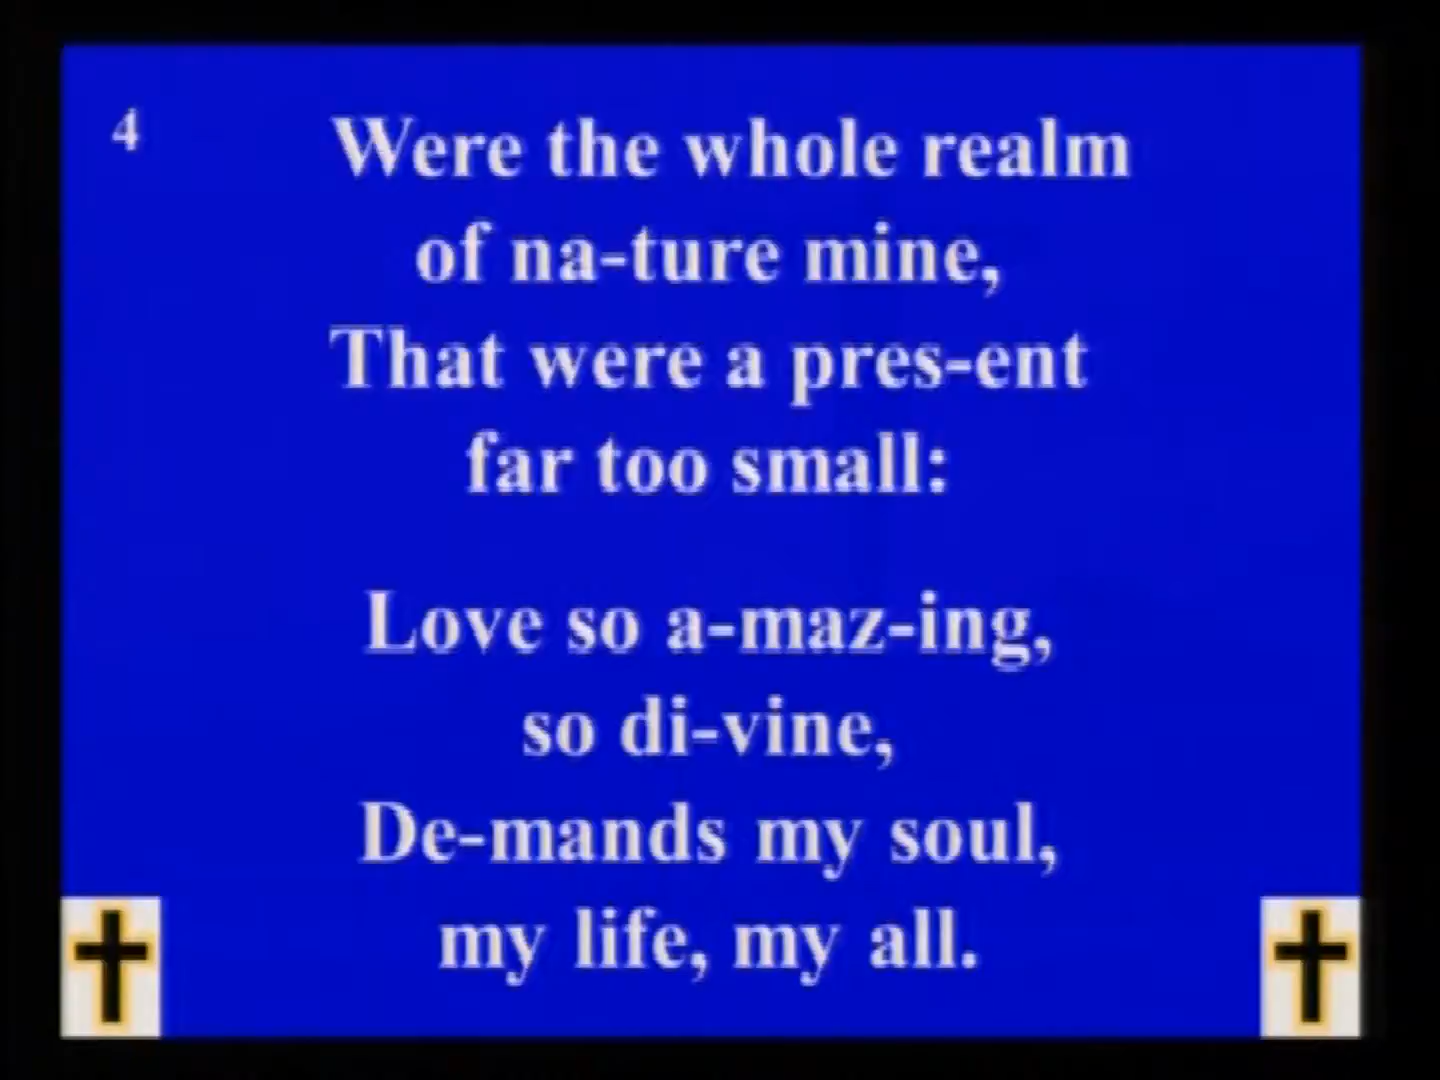 4
Were the whole realm
of na-ture mine,
That were a pres-ent
far too small:
Love so a-maz-ing,
so di-vine,
De-mands my soul,
my life, my all.